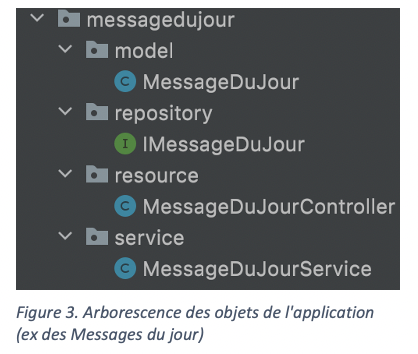 messagedujour
model
C MessageDuJour
repository
I IMessageDuJour
resource
C MessageDuJourController
service
C MessageDuJourService
Figure 3. Arborescence des objets de l'application
(ex des Messages du jour)